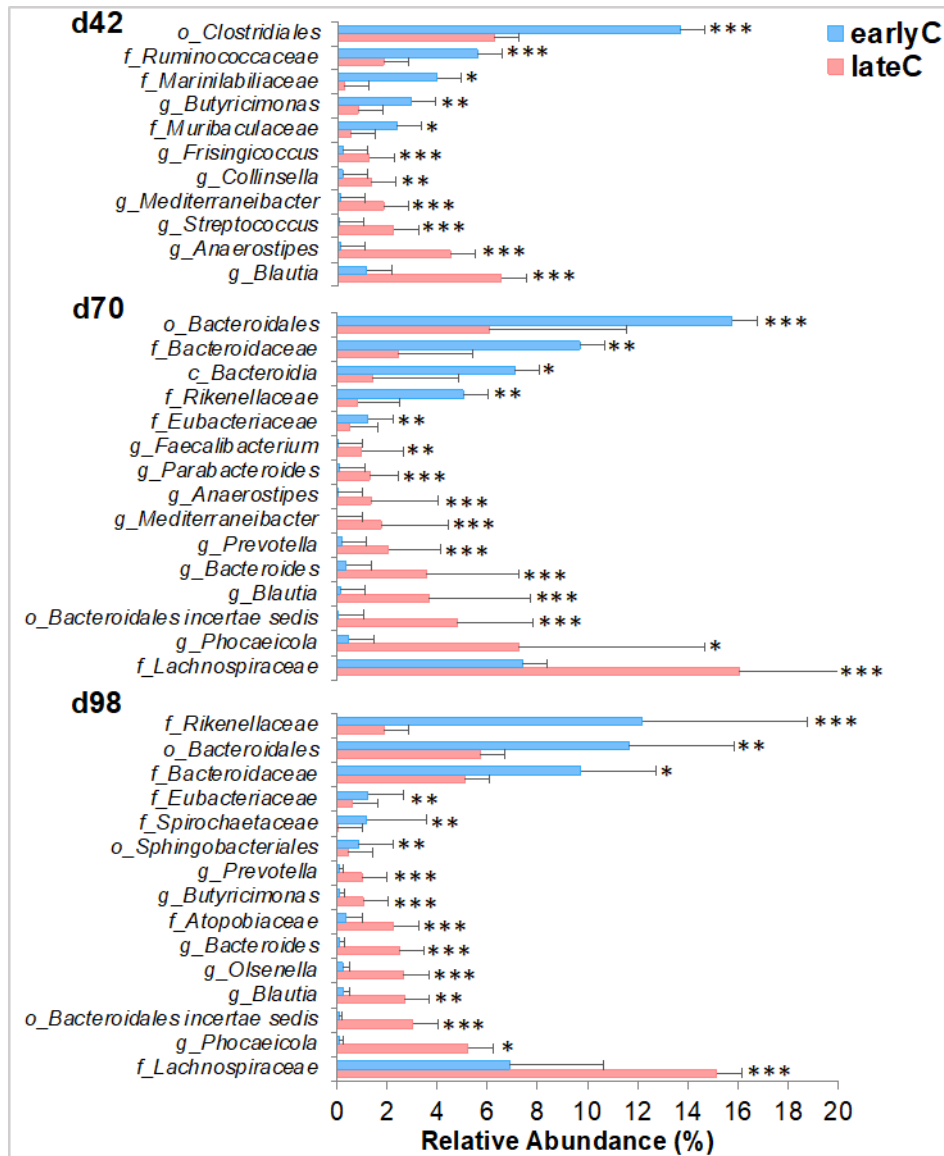 d42
earlyC
lateC
o_Clostridiales ***
f_Ruminococcaceae ***
f_Marinilabiliaceae *
g_Butyricimonas **
f_Muribaculaceae *
g_Frisingicoccus ***
g_Collinsella **
g_Mediterraneibacter ***
g_Streptococcus ***
g_Anaerostipes ***
g_Blautia ***
d70
o_Bacteroidales ***
f_Bacteroidaceae **
c_Bacteroidia *
f_Rikenellaceae **
f_Eubacteriaceae **
g_Faecalibacterium **
g_Parabacteroides ***
g_Anaerostipes ***
g_Mediterraneibacter ***
g_Prevotella ***
g_Bacteroides ***
g_Blautia ***
o_Bacteroidales incertae sedis ***
g_Phocaeicola *
f_Lachnospiraceae ***
d98
f_Rikenellaceae ***
o_Bacteroidales **
f_Bacteroidaceae *
f_Eubacteriaceae **
f_Spirochaetaceae **
o_Sphingobacteriales **
g_Prevotella ***
g_Butyricimonas ***
f_Atopobiaceae ***
g_Bacteroides ***
g_Olsenella ***
g_Blautia **
o_Bacteroidales incertae sedis ***
g_Phocaeicola *
f_Lachnospiraceae ***
0 2 4 6 8 10 12 14 16 18 20
Relative Abundance (%)